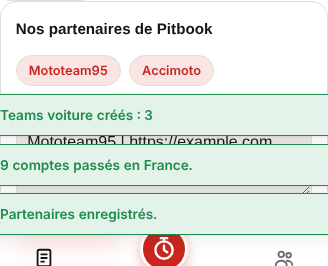 Nos partenaires de Pitbook
Mototeam95 Accimoto
Teams voiture créés : 3
Mototeam95 | https://example.com
9 comptes passés en France.
Partenaires enregistrés.